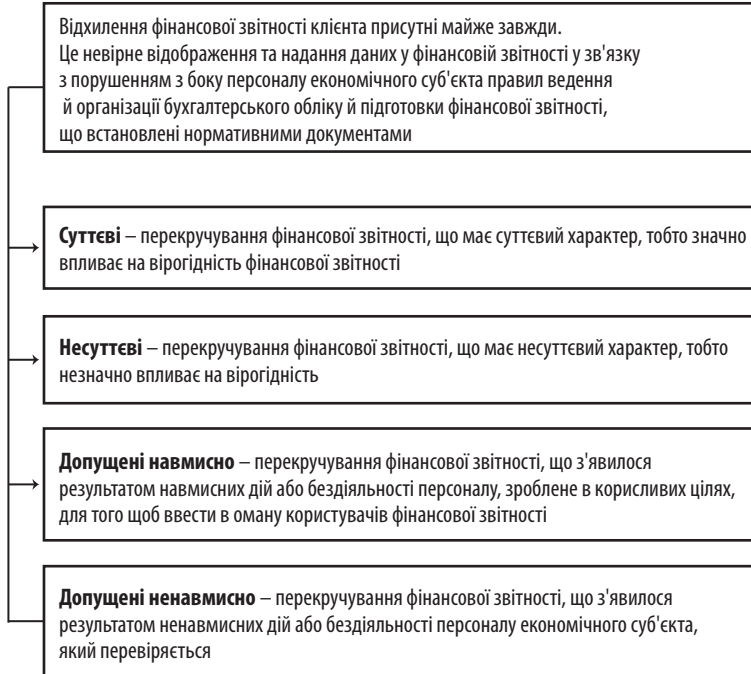 Відхилення фінансової звітності клієнта присутні майже завжди.
Це невірне відображення та надання даних у фінансовій звітності у зв'язку
з порушенням з боку персоналу економічного суб'єкта правил ведення
й організації бухгалтерського обліку й підготовки фінансової звітності,
що встановлені нормативними документами
Суттєві – перекручування фінансової звітності, що має суттєвий характер, тобто значно
впливає на вірогідність фінансової звітності
Несуттєві – перекручування фінансової звітності, що має несуттєвий характер, тобто
незначно впливає на вірогідність
Допущені навмисно – перекручування фінансової звітності, що з'явилося
результатом навмисних дій або бездіяльності персоналу, зроблене в корисливих цілях,
для того щоб ввести в оману користувачів фінансової звітності
Допущені ненавмисно – перекручування фінансової звітності, що з'явилося
результатом ненавмисних дій або бездіяльності персоналу економічного суб'єкта,
який перевіряється